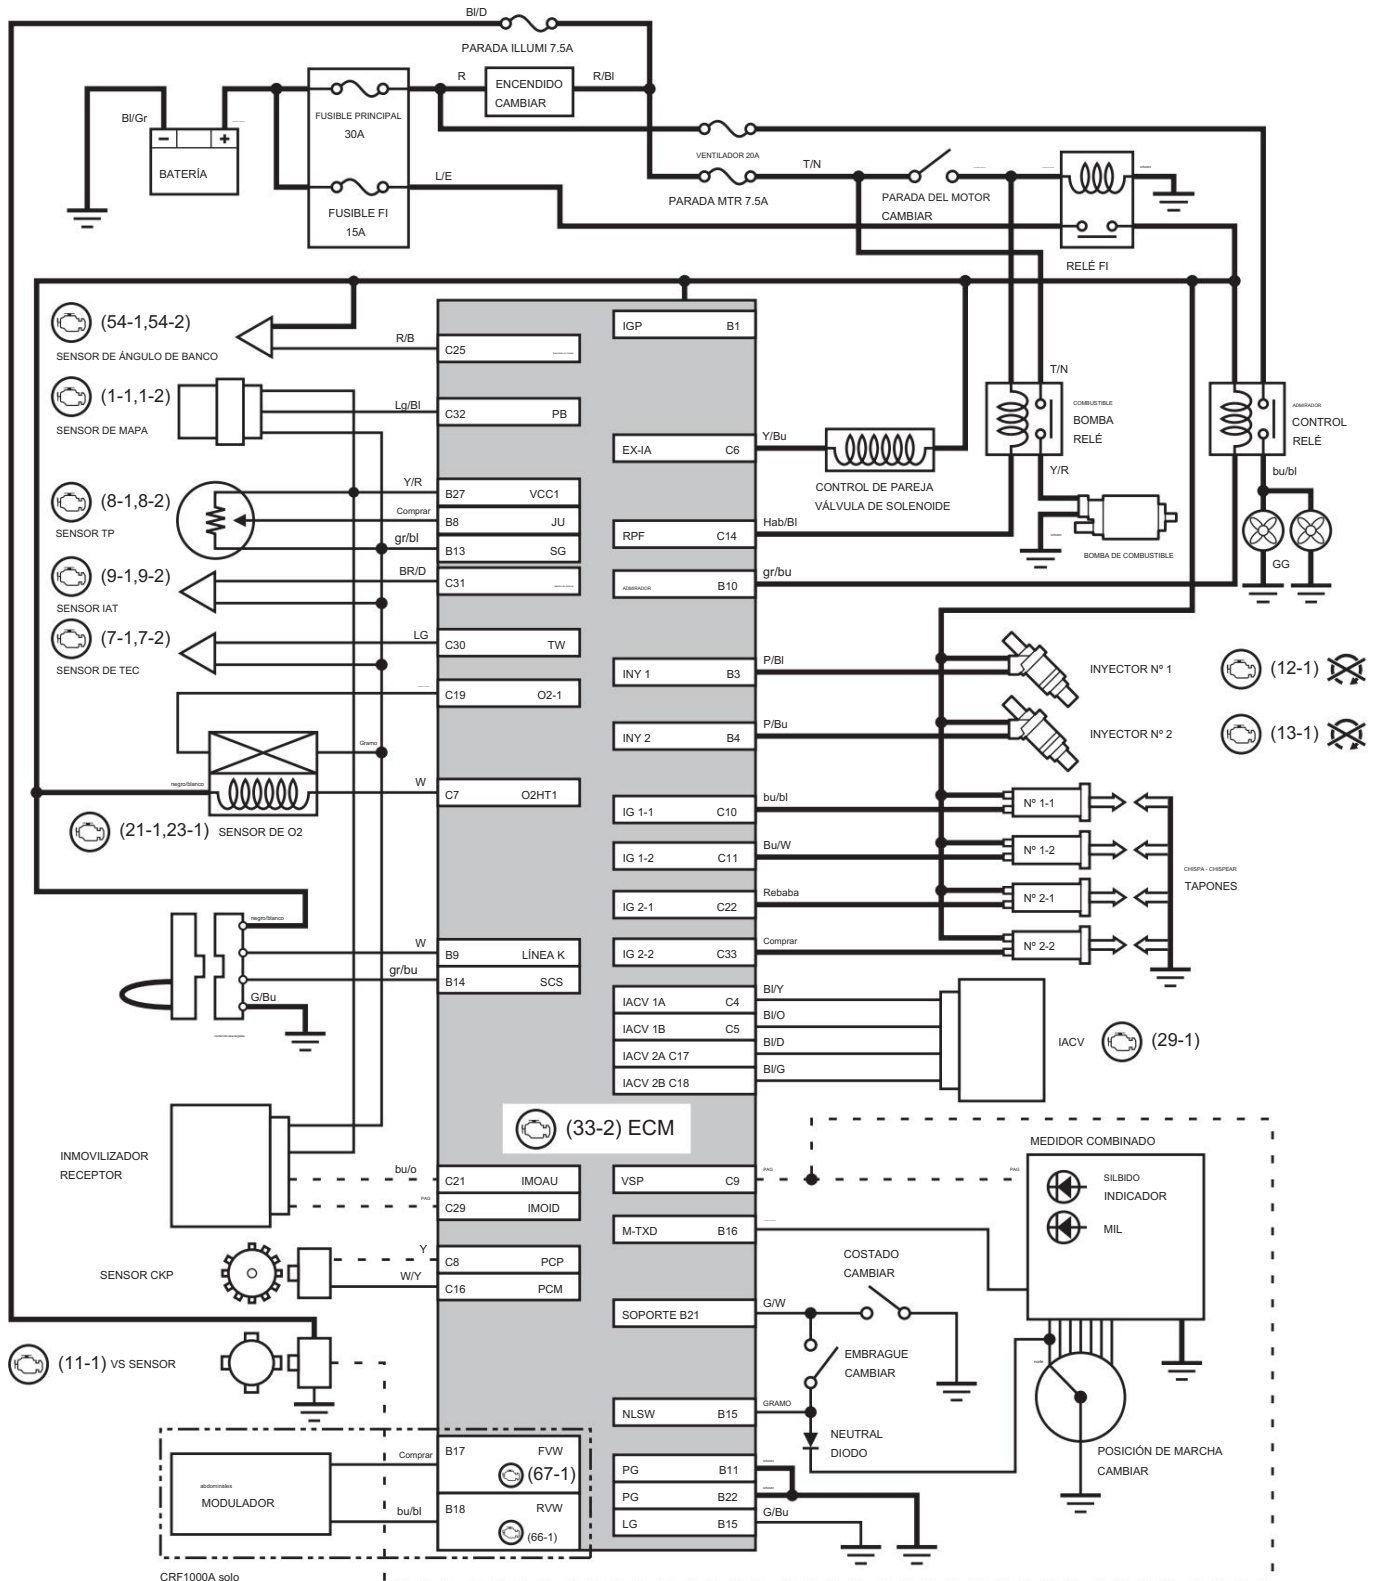 Bl/D
PARADA ILLUMI 7.5A
R
ENCENDIDO
CAMBIAR
R/Bl
Bl/Gr
FUSIBLE PRINCIPAL
30A
BATERÍA
VENTILADOR 20A
T/N
L/E
PARADA MTR 7.5A
PARADA DEL MOTOR
CAMBIAR
FUSIBLE FI
15A
RELÉ FI
(54-1,54-2)
SENSOR DE ÁNGULO DE BANCO
R/B
C25
IGP B1
(1-1,1-2)
SENSOR DE MAPA
Lg/Bl
C32 PB
T/N
COMBUSTIBLE
BOMBA
RELÉ
ADMIRADOR
CONTROL
RELÉ
EX-IA C6
Y/Bu
CONTROL DE PAREJA
VÁLVULA DE SOLENOIDE
Y/R
bu/bl
(8-1,8-2)
SENSOR TP
Y/R
B27 VCC1
Comprar
B8 JU
gr/bl
B13 SG
RPF C14
Hab/Bl
BOMBA DE COMBUSTIBLE
GG
(9-1,9-2)
SENSOR IAT
BR/D
C31
ADMIRADOR B10
gr/bu
(7-1,7-2)
SENSOR DE TEC
LG
C30 TW
INY 1 B3
P/Bl
INYECTOR Nº 1
(12-1)
C19 O2-1
INY 2 B4
P/Bu
INYECTOR Nº 2
(13-1)
Gramo
negro/blanco
W
C7 O2HT1
(21-1,23-1) SENSOR DE O2
IG 1-1 C10
bu/bl
Nº 1-1
IG 1-2 C11
Bu/W
Nº 1-2
CHISPA - CHISPEAR
TAPONES
IG 2-1 C22
Rebaba
Nº 2-1
IG 2-2 C33
Comprar
Nº 2-2
negro/blanco
W
B9 LÍNEA K
gr/bu
B14 SCS
G/Bu
IACV 1A C4
Bl/Y
IACV 1B C5
Bl/O
IACV 2A C17
Bl/D
IACV 2B C18
Bl/G
IACV
(29-1)
(33-2) ECM
INMOVILIZADOR
RECEPTOR
bu/o
C21 IMOAU
PAG
C29 IMOID
VSP C9
PAG
PAG
MEDIDOR COMBINADO
SILBIDO
INDICADOR
MIL
M-TXD B16
SENSOR CKP
Y
C8 PCP
W/Y
C16 PCM
COSTADO
CAMBIAR
SOPORTE B21
G/W
(11-1) VS SENSOR
EMBRAGUE
CAMBIAR
NLSW B15
GRAMO
NEUTRAL
DIODO
POSICIÓN DE MARCHA
CAMBIAR
abdominales
MODULADOR
Comprar
B17 FVW
(67-1)
bu/bl
B18 RVW
(66-1)
PG B11
PG B22
LG B15
G/Bu
CRF1000A solo